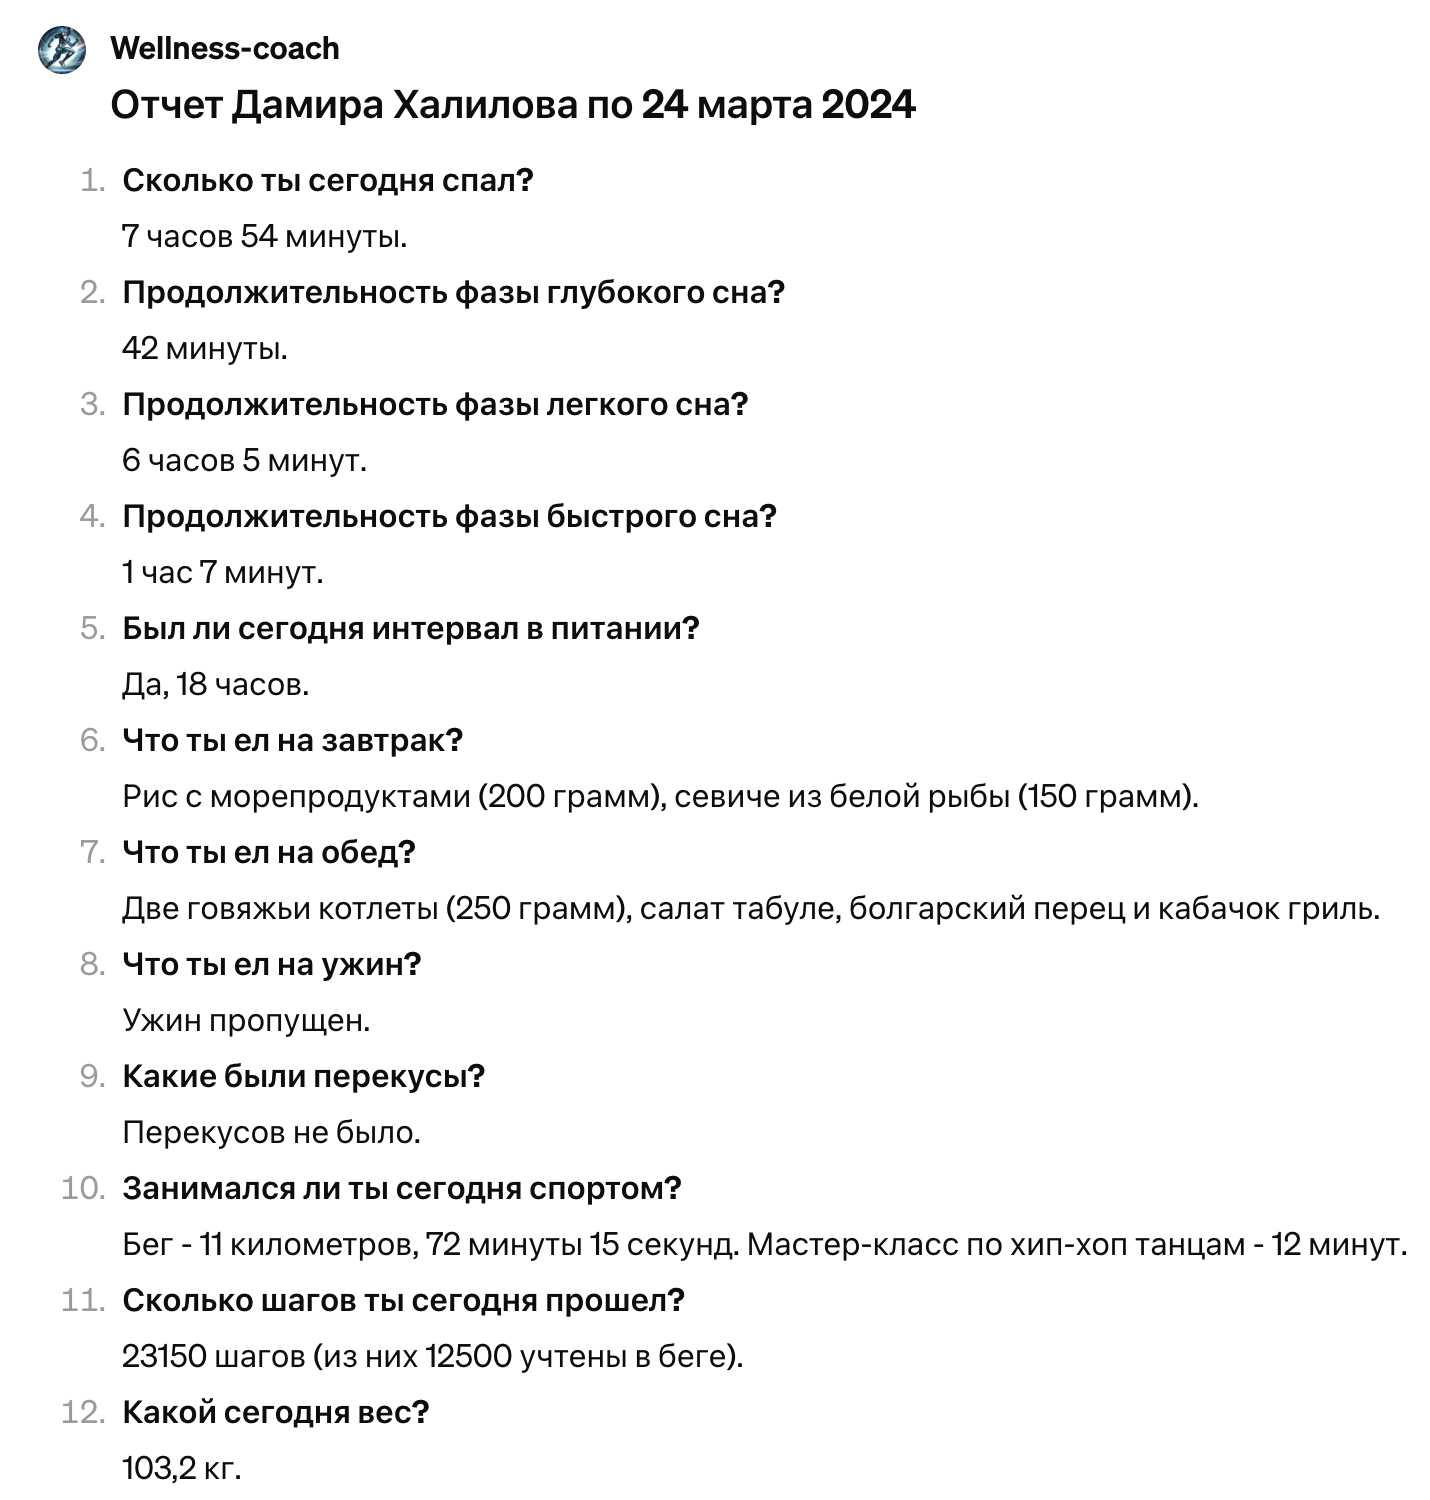 Wellness-coach
Отчет Дамира Халилова по 24 марта 2024
1. Сколько ты сегодня спал?
7 часов 54 минуты.
2. Продолжительность фазы глубокого сна?
42 минуты.
3. Продолжительность фазы легкого сна?
6 часов 5 минут.
4. Продолжительность фазы быстрого сна?
1 час 7 минут.
5. Был ли сегодня интервал в питании?
Да, 18 часов.
6. Что ты ел на завтрак?
Рис с морепродуктами (200 грамм), севиче из белой рыбы (150 грамм).
7. Что ты ел на обед?
Две говяжьи котлеты (250 грамм), салат табуле, болгарский перец и кабачок гриль.
8. Что ты ел на ужин?
Ужин пропущен.
9. Какие были перекусы?
Перекусов не было.
10. Занимался ли ты сегодня спортом?
Бег - 11 километров, 72 минуты 15 секунд. Мастер-класс по хип-хоп танцам - 12 минут.
11. Сколько шагов ты сегодня прошел?
23150 шагов (из них 12500 учтены в беге).
12. Какой сегодня вес?
103,2 кг.